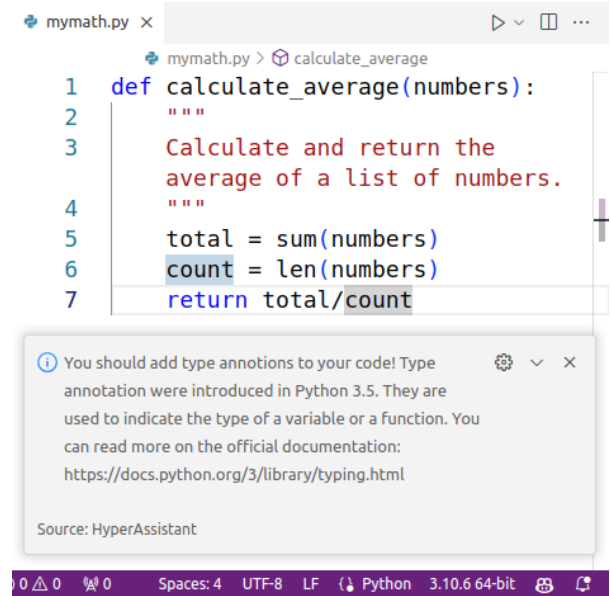 mymath.py
mymath.py > calculate_average
1 def calculate_average(numbers):
2 """
3 Calculate and return the
average of a list of numbers.
4 """
5 total = sum(numbers)
6 count = len(numbers)
7 return total/count
You should add type annotions to your code! Type
annotation were introduced in Python 3.5. They are
used to indicate the type of a variable or a function. You
can read more on the official documentation:
https://docs.python.org/3/library/typing.html
Source: HyperAssistant
0 0 0 Spaces: 4 UTF-8 LF Python 3.10.6 64-bit